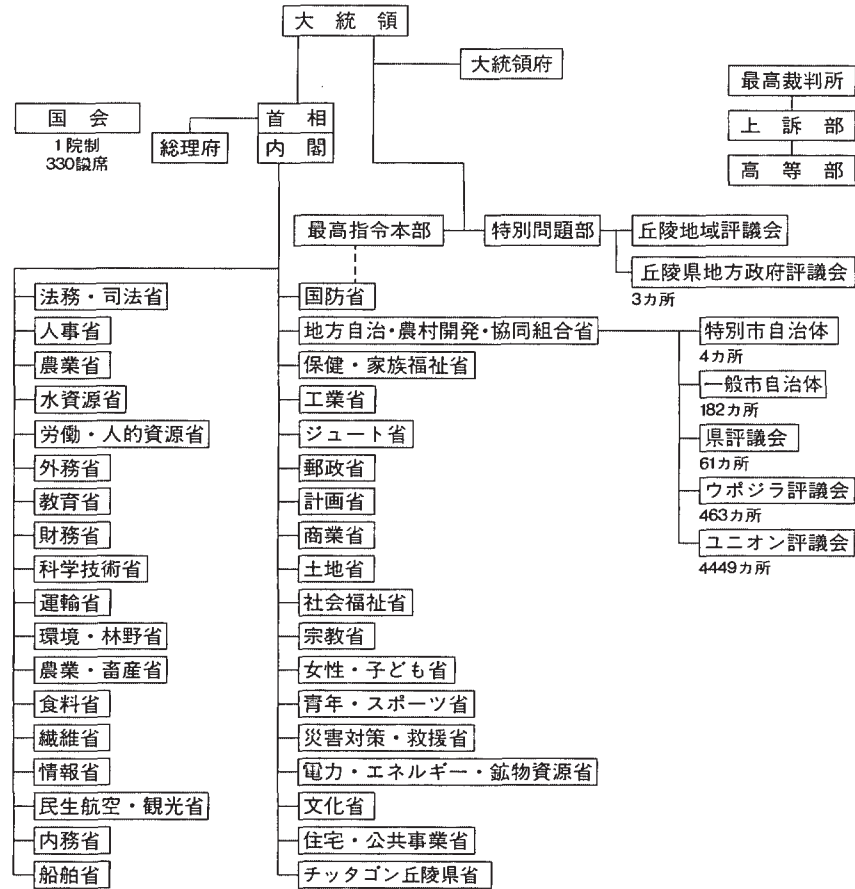 大統領
大統領府
最高裁判所
国会
首相
上訴部
1院制
総理府
内閣
330議席
高等部
最高指令本部
特別問題部
丘陵地域評議会
丘陵県地方政府評議会
3カ所
法務・司法省
国防省
人事省
地方自治・農村開発・協同組合省
特別市自治体
4カ所
農業省
保健・家族福祉省
水資源省
工業省
一般市自治体
182カ所
労働・人的資源省
ジュート省
県評議会
61カ所
外務省
郵政省
教育省
計画省
ウポジラ評議会
463カ所
財務省
商業省
ユニオン評議会
4449カ所
科学技術省
土地省
運輸省
社会福祉省
環境・林野省
宗教省
農業・畜産省
女性・子ども省
食料省
青年・スポーツ省
繊維省
災害対策・救援省
情報省
電力・エネルギー・鉱物資源省
民生航空・観光省
文化省
内務省
住宅・公共事業省
船舶省
チッタゴン丘陵県省